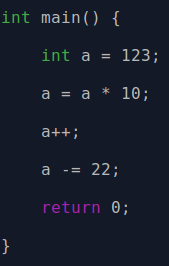 int main() {
    int a = 123;
    a = a * 10;
    a++;
    a -= 22;
    return 0;
}